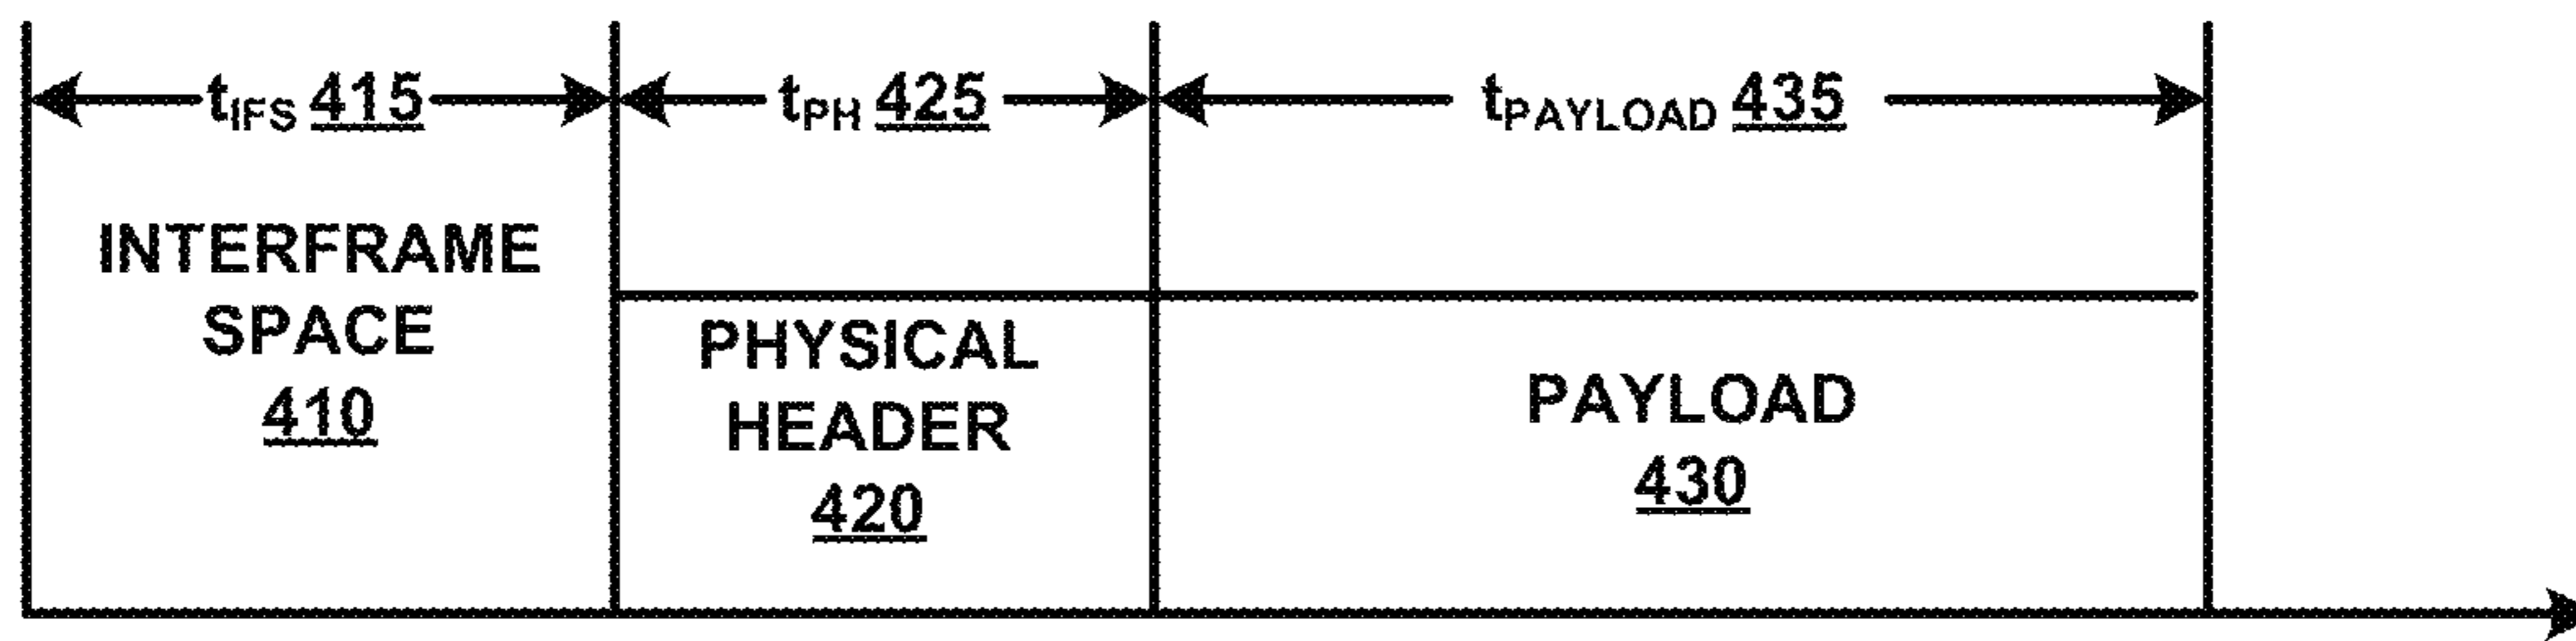 tIFS 415
tPH 425
tPAYLOAD 435
INTERFRAME
SPACE
410
PHYSICAL
HEADER
420
PAYLOAD
430